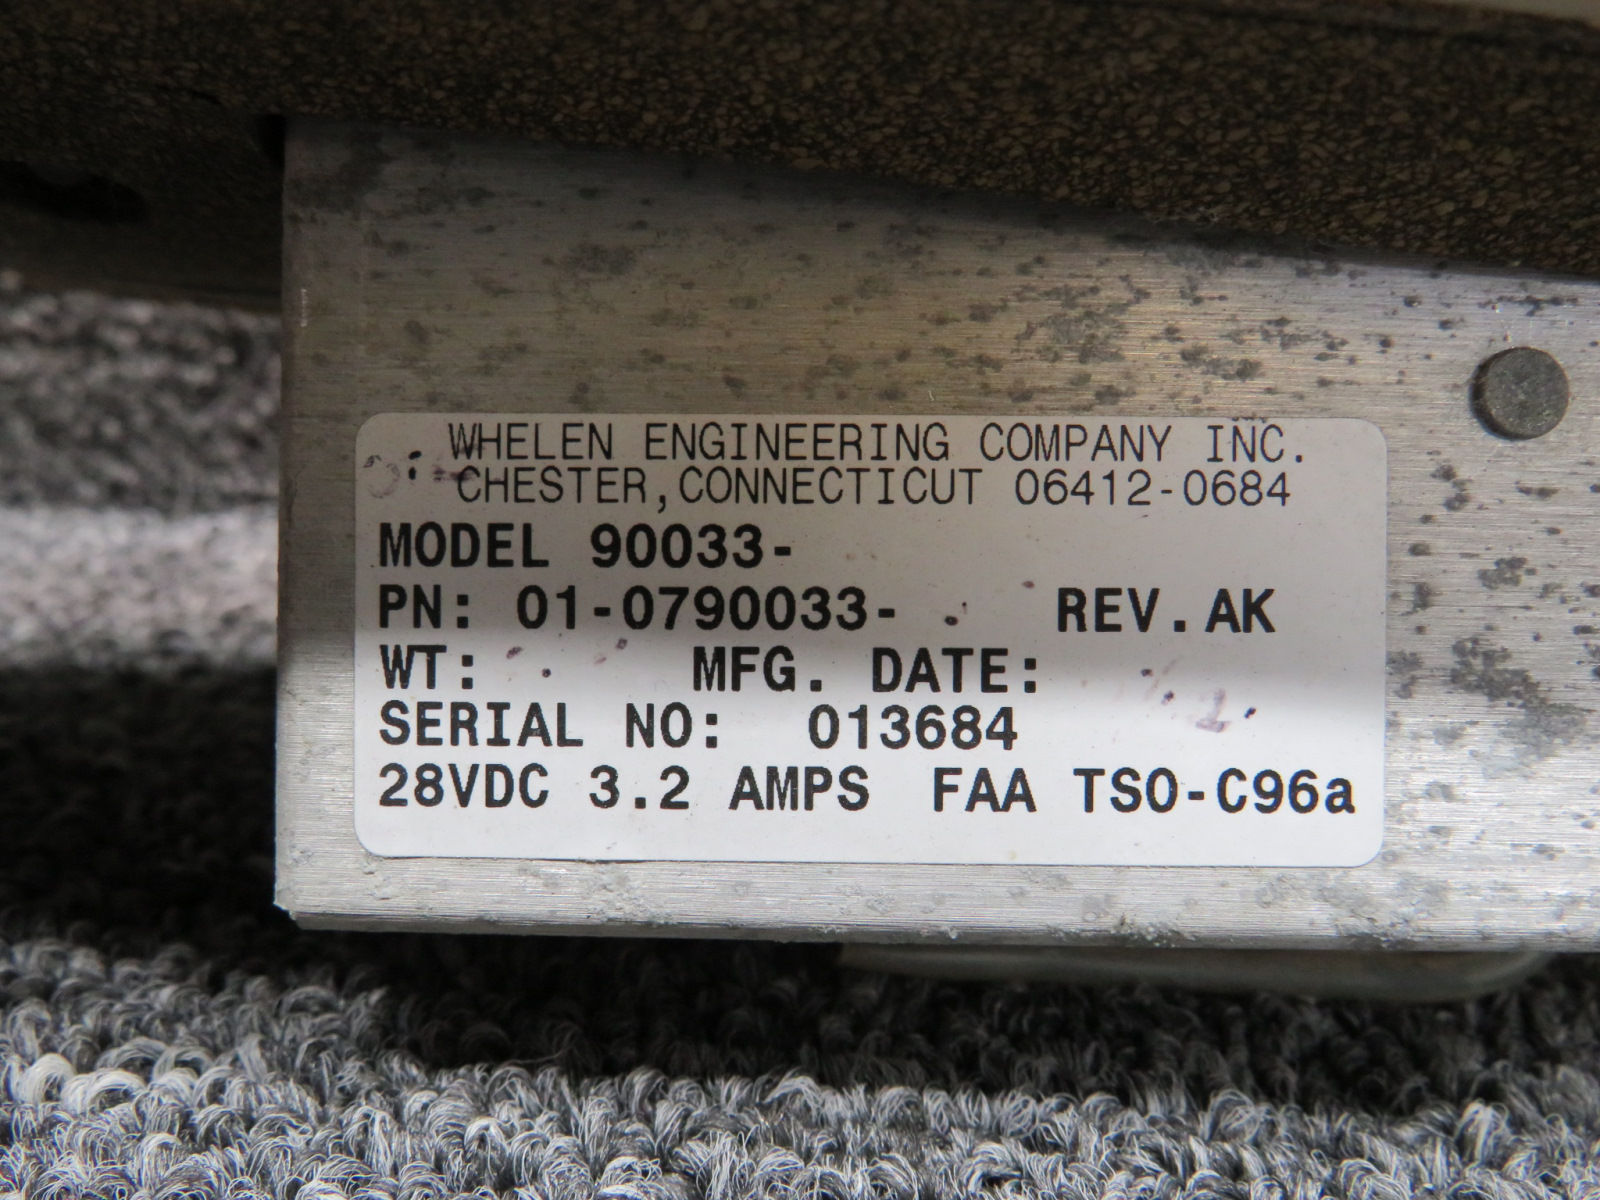 WHELEN ENGINEERING COMPANY INC.
CHESTER, CONNECTICUT 06412-0684
MODEL 90033-
PN: 01-0790033- REV. AK
WT: MFG. DATE:
SERIAL NO: 013684
28VDC 3.2 AMPS FAA TSO-C96a